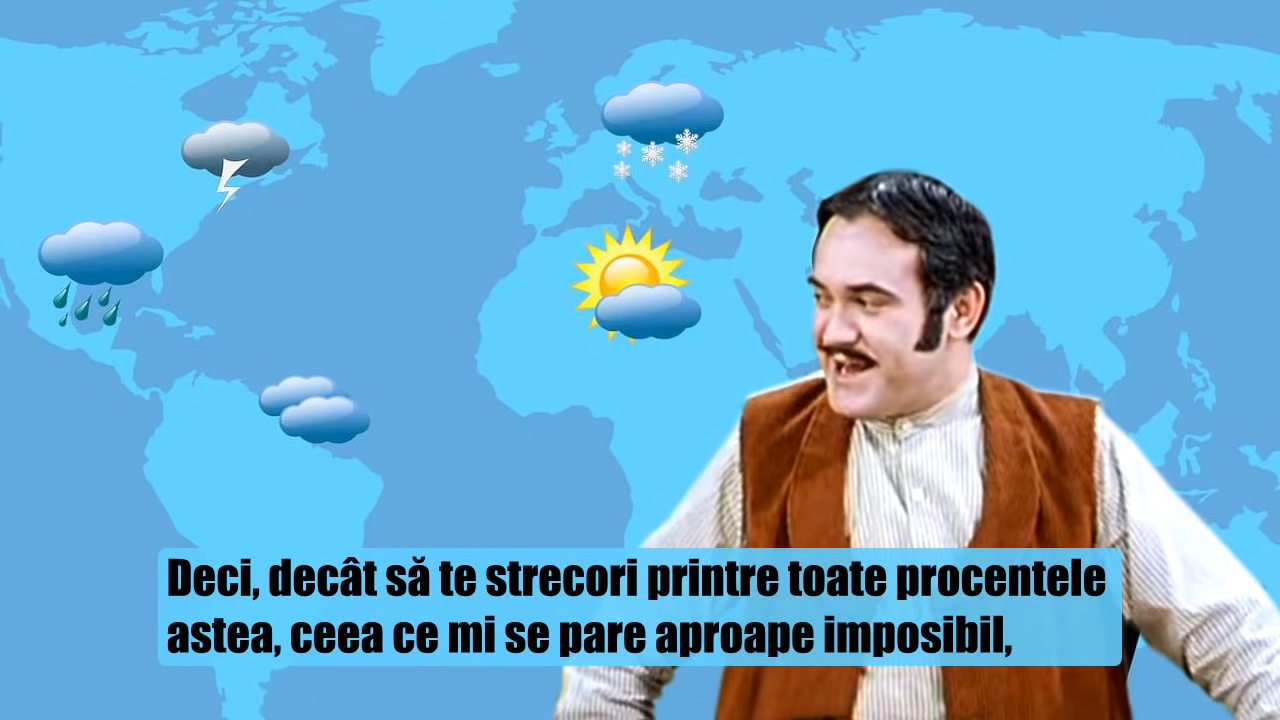 Deci, decât să te strecori printre toate procentele
astea, ceea ce mi se pare aproape imposibil,